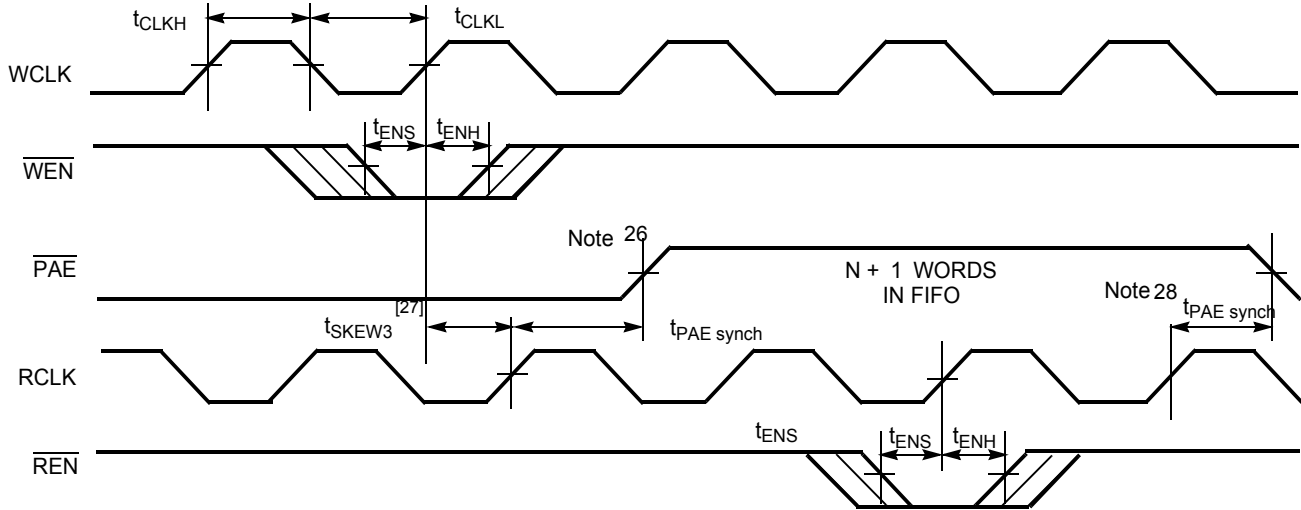 tCLKH
tCLKL
WCLK
tENS
tENH
WEN
Note 26
PAE
N + 1 WORDS
IN FIFO
Note 28
[27]
tSKEW3
tPAE synch
tPAE synch
RCLK
tENS
tENS
tENH
REN